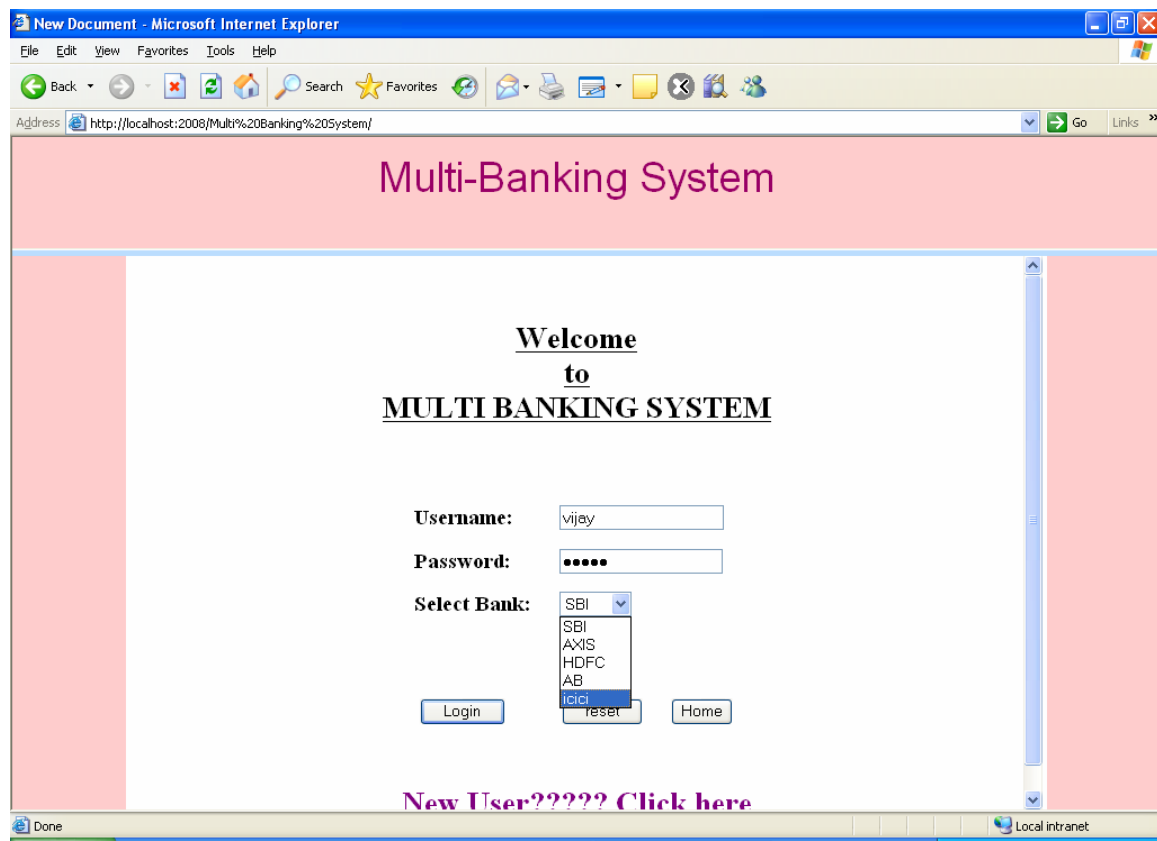 New Document - Microsoft Internet Explorer
File Edit View Favorites Tools Help
Back Search Favorites
Address http://localhost:2008/Multi%20Banking%20System/ Go Links »
Multi-Banking System
Welcome
to
MULTI BANKING SYSTEM
Username: vijay
Password: •••••
Select Bank: SBI
SBI
AXIS
HDFC
AB
icici
Login reset Home
New User????? Click here
Done Local intranet